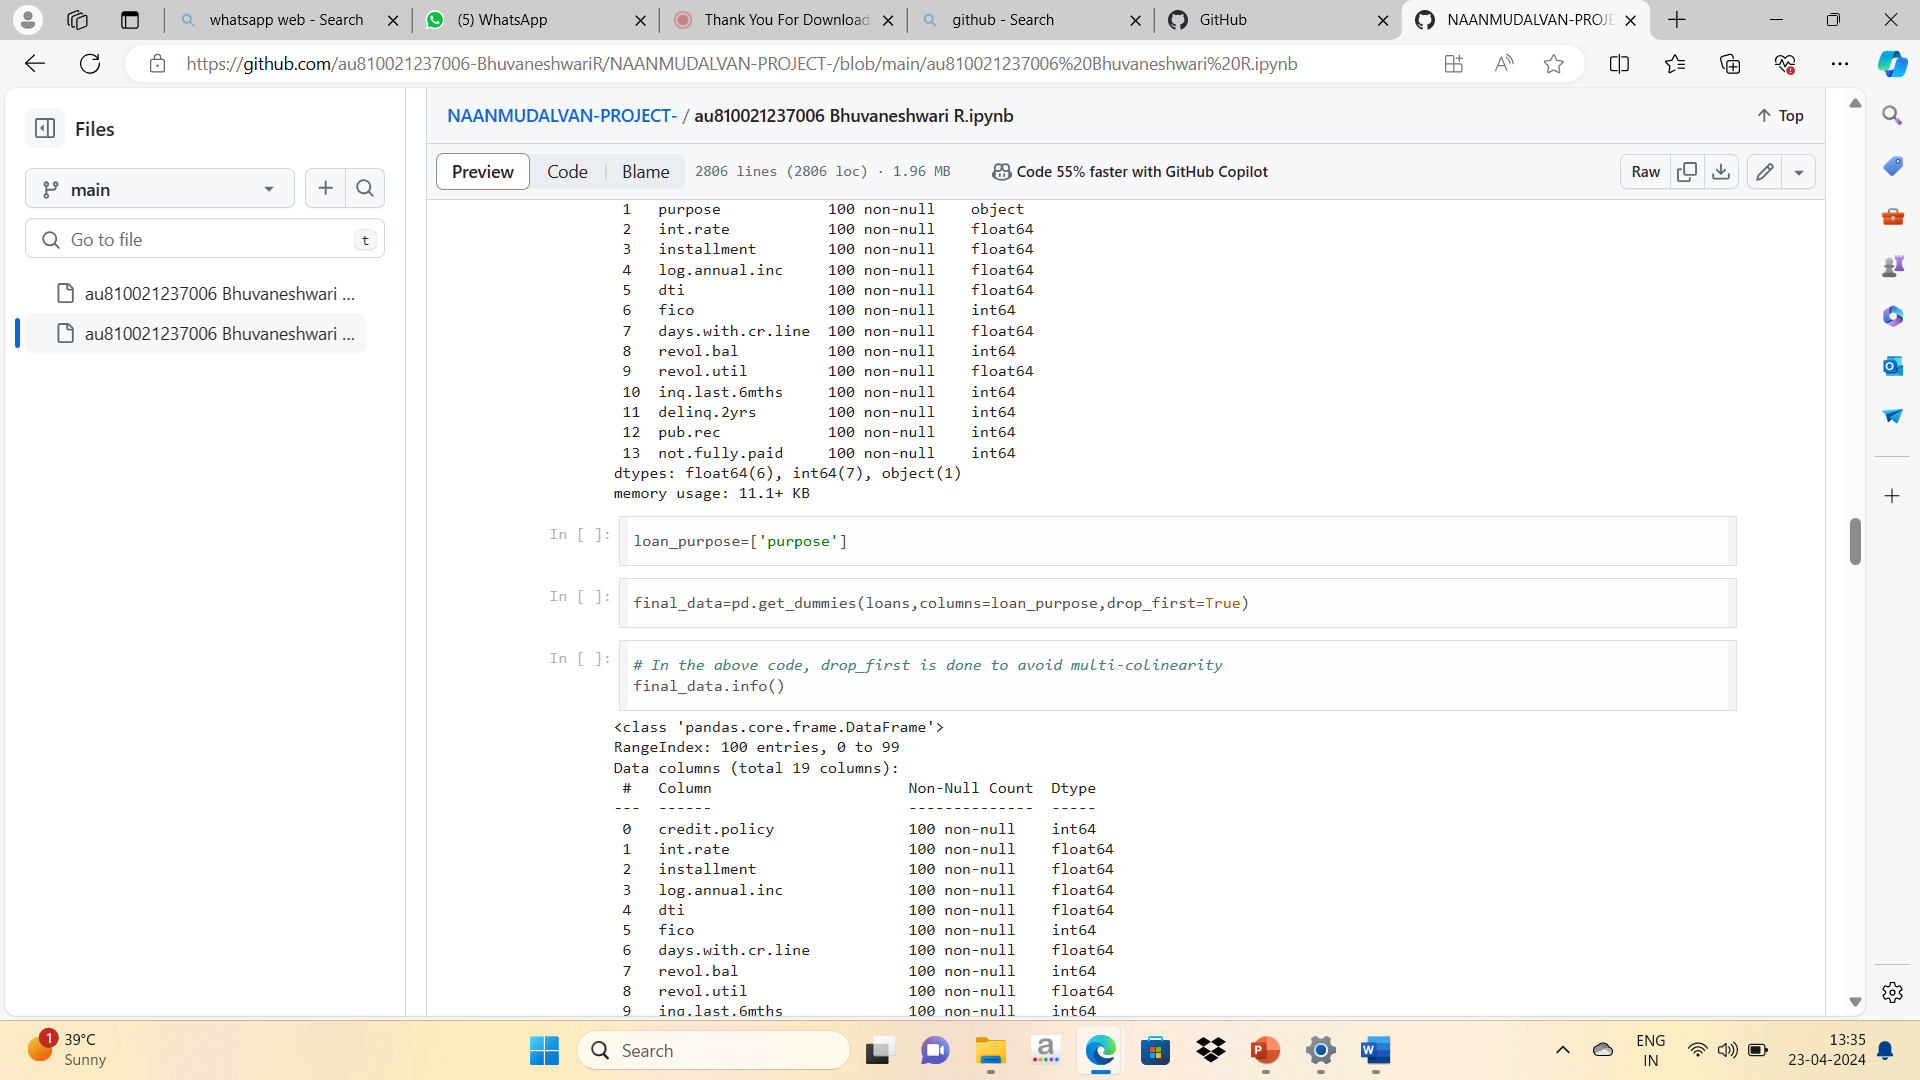 whatsapp web - Search
(5) WhatsApp
Thank You For Download
github - Search
GitHub
NAANMUDALVAN-PROJE
https://github.com/au810021237006-BhuvaneshwariR/NAANMUDALVAN-PROJECT-/blob/main/au810021237006%20Bhuvaneshwari%20R.ipynb
Files
main
Go to file
t
au810021237006 Bhuvaneshwari ...
au810021237006 Bhuvaneshwari ...
NAANMUDALVAN-PROJECT- / au810021237006 Bhuvaneshwari R.ipynb
Top
Preview Code Blame 2806 lines (2806 loc) · 1.96 MB Code 55% faster with GitHub Copilot Raw
1 purpose 100 non-null object
2 int.rate 100 non-null float64
3 installment 100 non-null float64
4 log.annual.inc 100 non-null float64
5 dti 100 non-null float64
6 fico 100 non-null int64
7 days.with.cr.line 100 non-null float64
8 revol.bal 100 non-null int64
9 revol.util 100 non-null float64
10 inq.last.6mths 100 non-null int64
11 delinq.2yrs 100 non-null int64
12 pub.rec 100 non-null int64
13 not.fully.paid 100 non-null int64
dtypes: float64(6), int64(7), object(1)
memory usage: 11.1+ KB
In [ ]: loan_purpose=['purpose']
In [ ]: final_data=pd.get_dummies(loans,columns=loan_purpose,drop_first=True)
In [ ]: # In the above code, drop_first is done to avoid multi-colinearity
final_data.info()
<class 'pandas.core.frame.DataFrame'>
RangeIndex: 100 entries, 0 to 99
Data columns (total 19 columns):
# Column Non-Null Count Dtype
--- ------ -------------- -----
0 credit.policy 100 non-null int64
1 int.rate 100 non-null float64
2 installment 100 non-null float64
3 log.annual.inc 100 non-null float64
4 dti 100 non-null float64
5 fico 100 non-null int64
6 days.with.cr.line 100 non-null float64
7 revol.bal 100 non-null int64
8 revol.util 100 non-null float64
9 inq.last.6mths 100 non-null int64
1
39°C
Sunny
Search
ENG
IN
13:35
23-04-2024